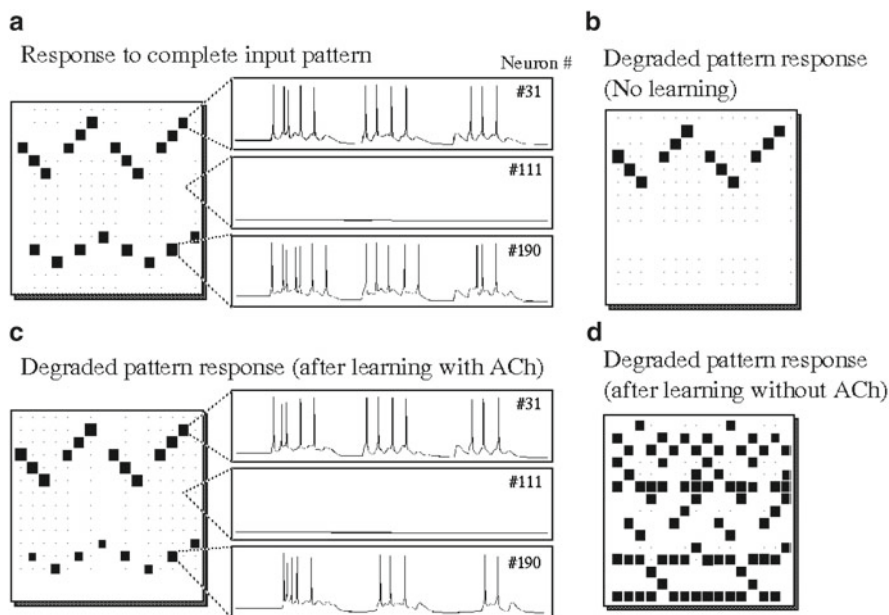 a
Response to complete input pattern
Neuron #
#31
#111
#190
b
Degraded pattern response
(No learning)
c
Degraded pattern response (after learning with ACh)
#31
#111
#190
d
Degraded pattern response
(after learning without ACh)